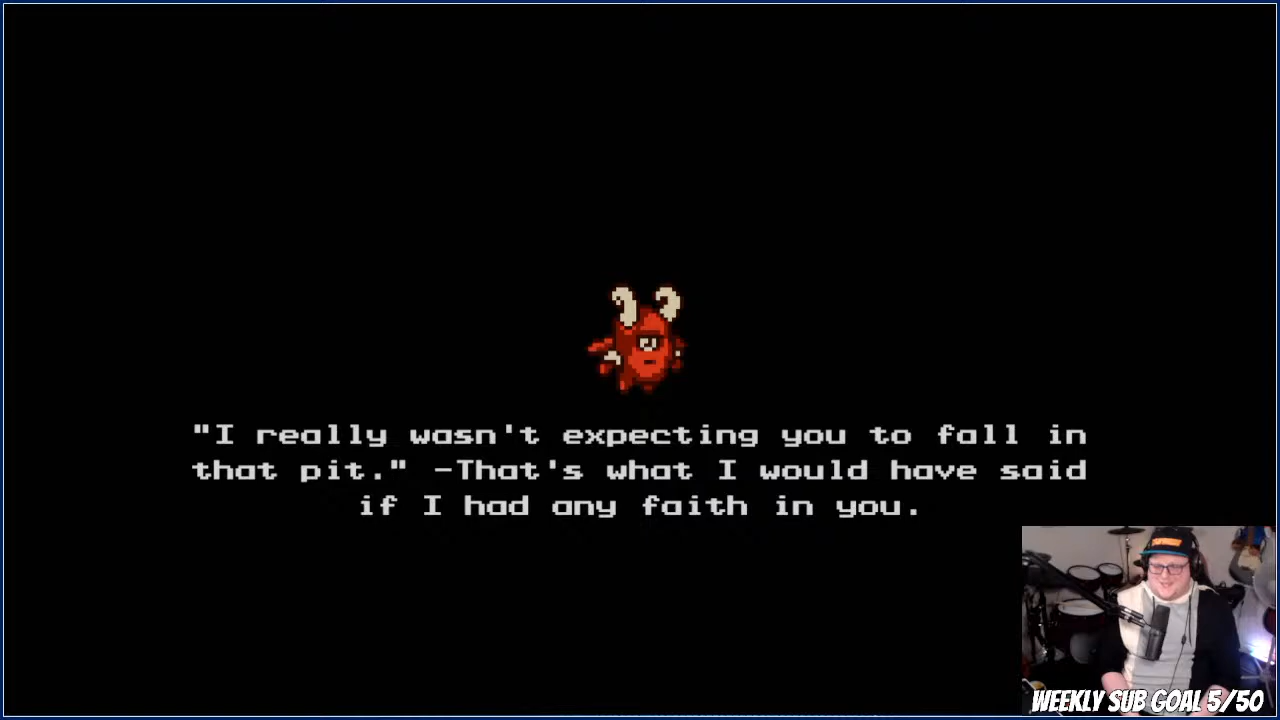 "I really wasn't expecting you to fall in
that pit." -That's what I would have said
if I had any faith in you.
WEEKLY SUB GOAL 5/50